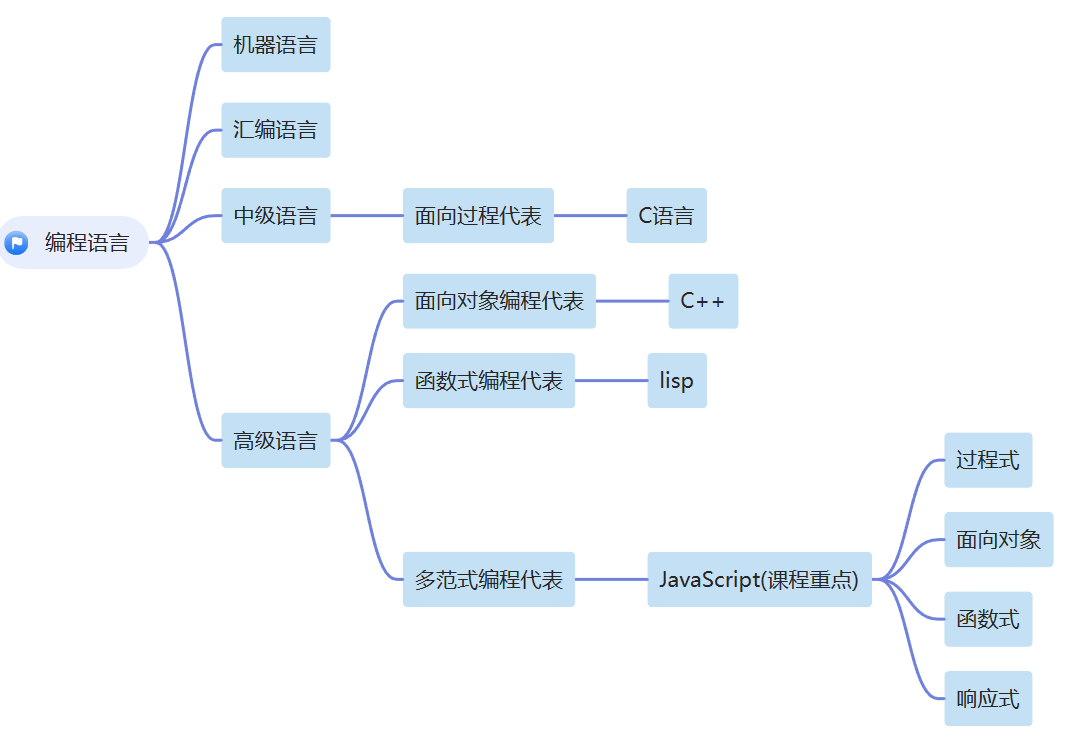 机器语言
汇编语言
中级语言
面向过程代表
C语言
编程语言
面向对象编程代表
C++
函数式编程代表
lisp
高级语言
过程式
面向对象
多范式编程代表
JavaScript(课程重点)
函数式
响应式